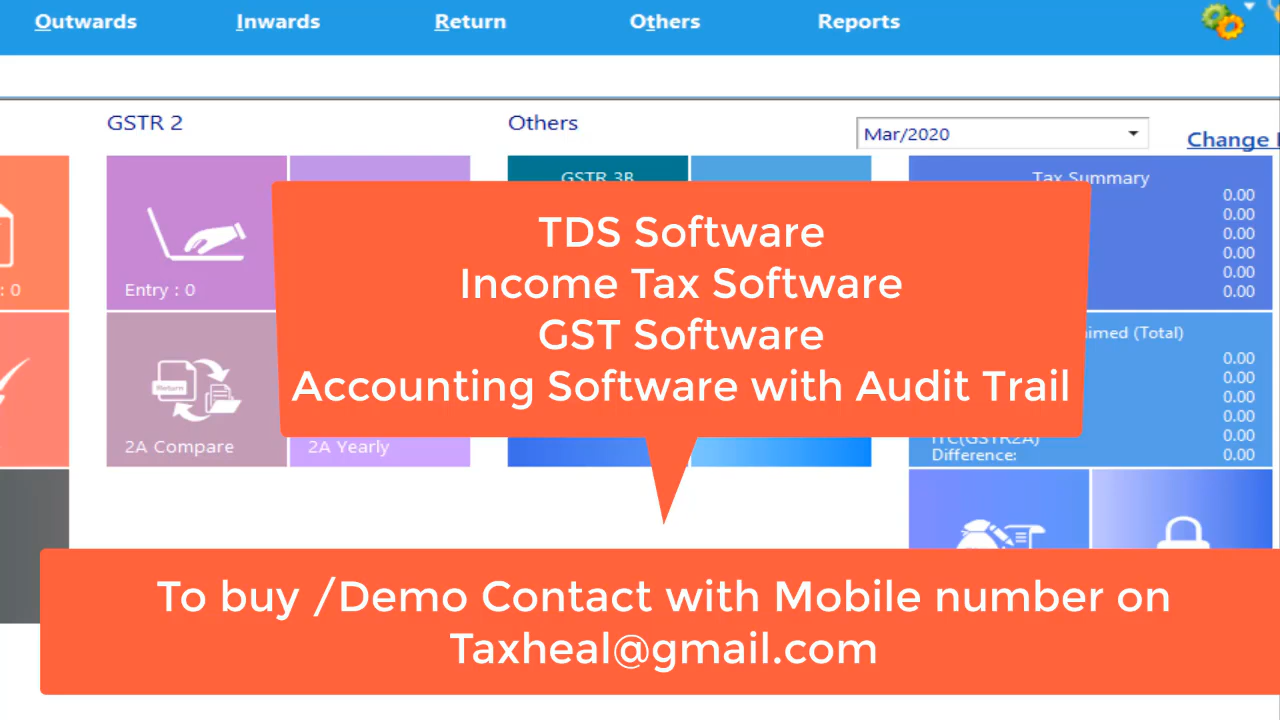 Outwards Inwards Return Others Reports
GSTR 2 Others Mar/2020 Change
GSTR 3B Tax Summary
0.00
0.00
0.00
0.00
0.00
0.00
: 0 Entry : 0
TDS Software
Income Tax Software
GST Software
Accounting Software with Audit Trail
(Total)
0.00
0.00
0.00
0.00
ITC(GSTR2A) 0.00
Difference: 0.00
Return
2A Compare 2A Yearly
To buy /Demo Contact with Mobile number on
Taxheal@gmail.com